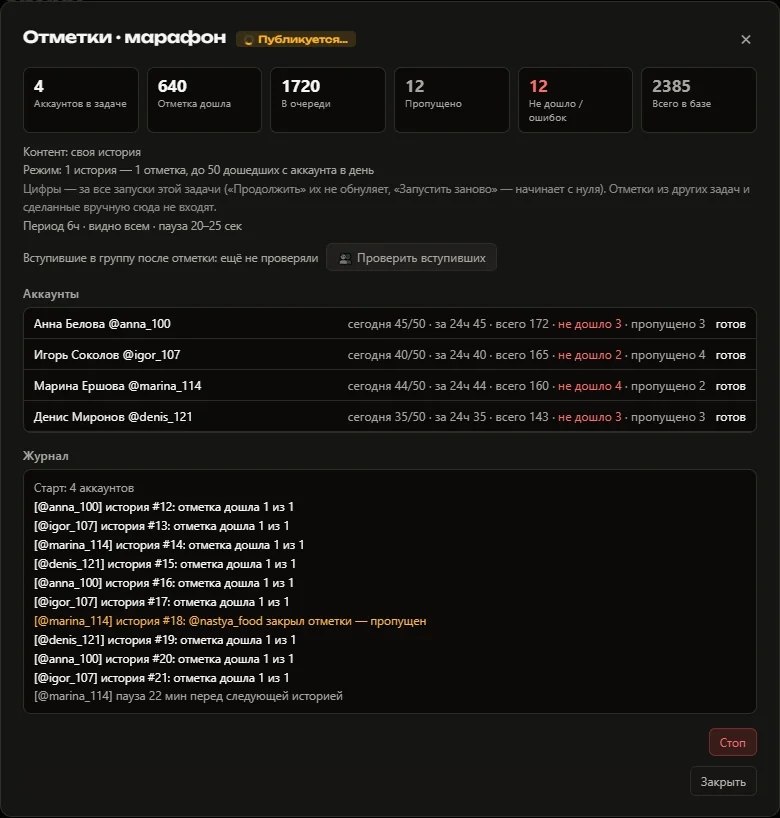 Отметки · марафон
Публикуется...
4
Аккаунтов в задаче
640
Отметка дошла
1720
В очереди
12
Пропущено
12
Не дошло /
ошибок
2385
Всего в базе
Контент: своя история
Режим: 1 история — 1 отметка, до 50 дошедших с аккаунта в день
Цифры — за все запуски этой задачи («Продолжить» их не обнуляет, «Запустить заново» — начинает с нуля). Отметки из других задач и
сделанные вручную сюда не входят.
Период 6ч · видно всем · пауза 20–25 сек
Вступившие в группу после отметки: ещё не проверяли
Проверить вступивших
Аккаунты
Анна Белова @anna_100 сегодня 45/50 · за 24ч 45 · всего 172 · не дошло 3 · пропущено 3 готов
Игорь Соколов @igor_107 сегодня 40/50 · за 24ч 40 · всего 165 · не дошло 2 · пропущено 4 готов
Марина Ершова @marina_114 сегодня 44/50 · за 24ч 44 · всего 160 · не дошло 4 · пропущено 2 готов
Денис Миронов @denis_121 сегодня 35/50 · за 24ч 35 · всего 143 · не дошло 3 · пропущено 3 готов
Журнал
Старт: 4 аккаунтов
[@anna_100] история #12: отметка дошла 1 из 1
[@igor_107] история #13: отметка дошла 1 из 1
[@marina_114] история #14: отметка дошла 1 из 1
[@denis_121] история #15: отметка дошла 1 из 1
[@anna_100] история #16: отметка дошла 1 из 1
[@igor_107] история #17: отметка дошла 1 из 1
[@marina_114] история #18: @nastya_food закрыл отметки — пропущен
[@denis_121] история #19: отметка дошла 1 из 1
[@anna_100] история #20: отметка дошла 1 из 1
[@igor_107] история #21: отметка дошла 1 из 1
[@marina_114] пауза 22 мин перед следующей историей
Стоп
Закрыть